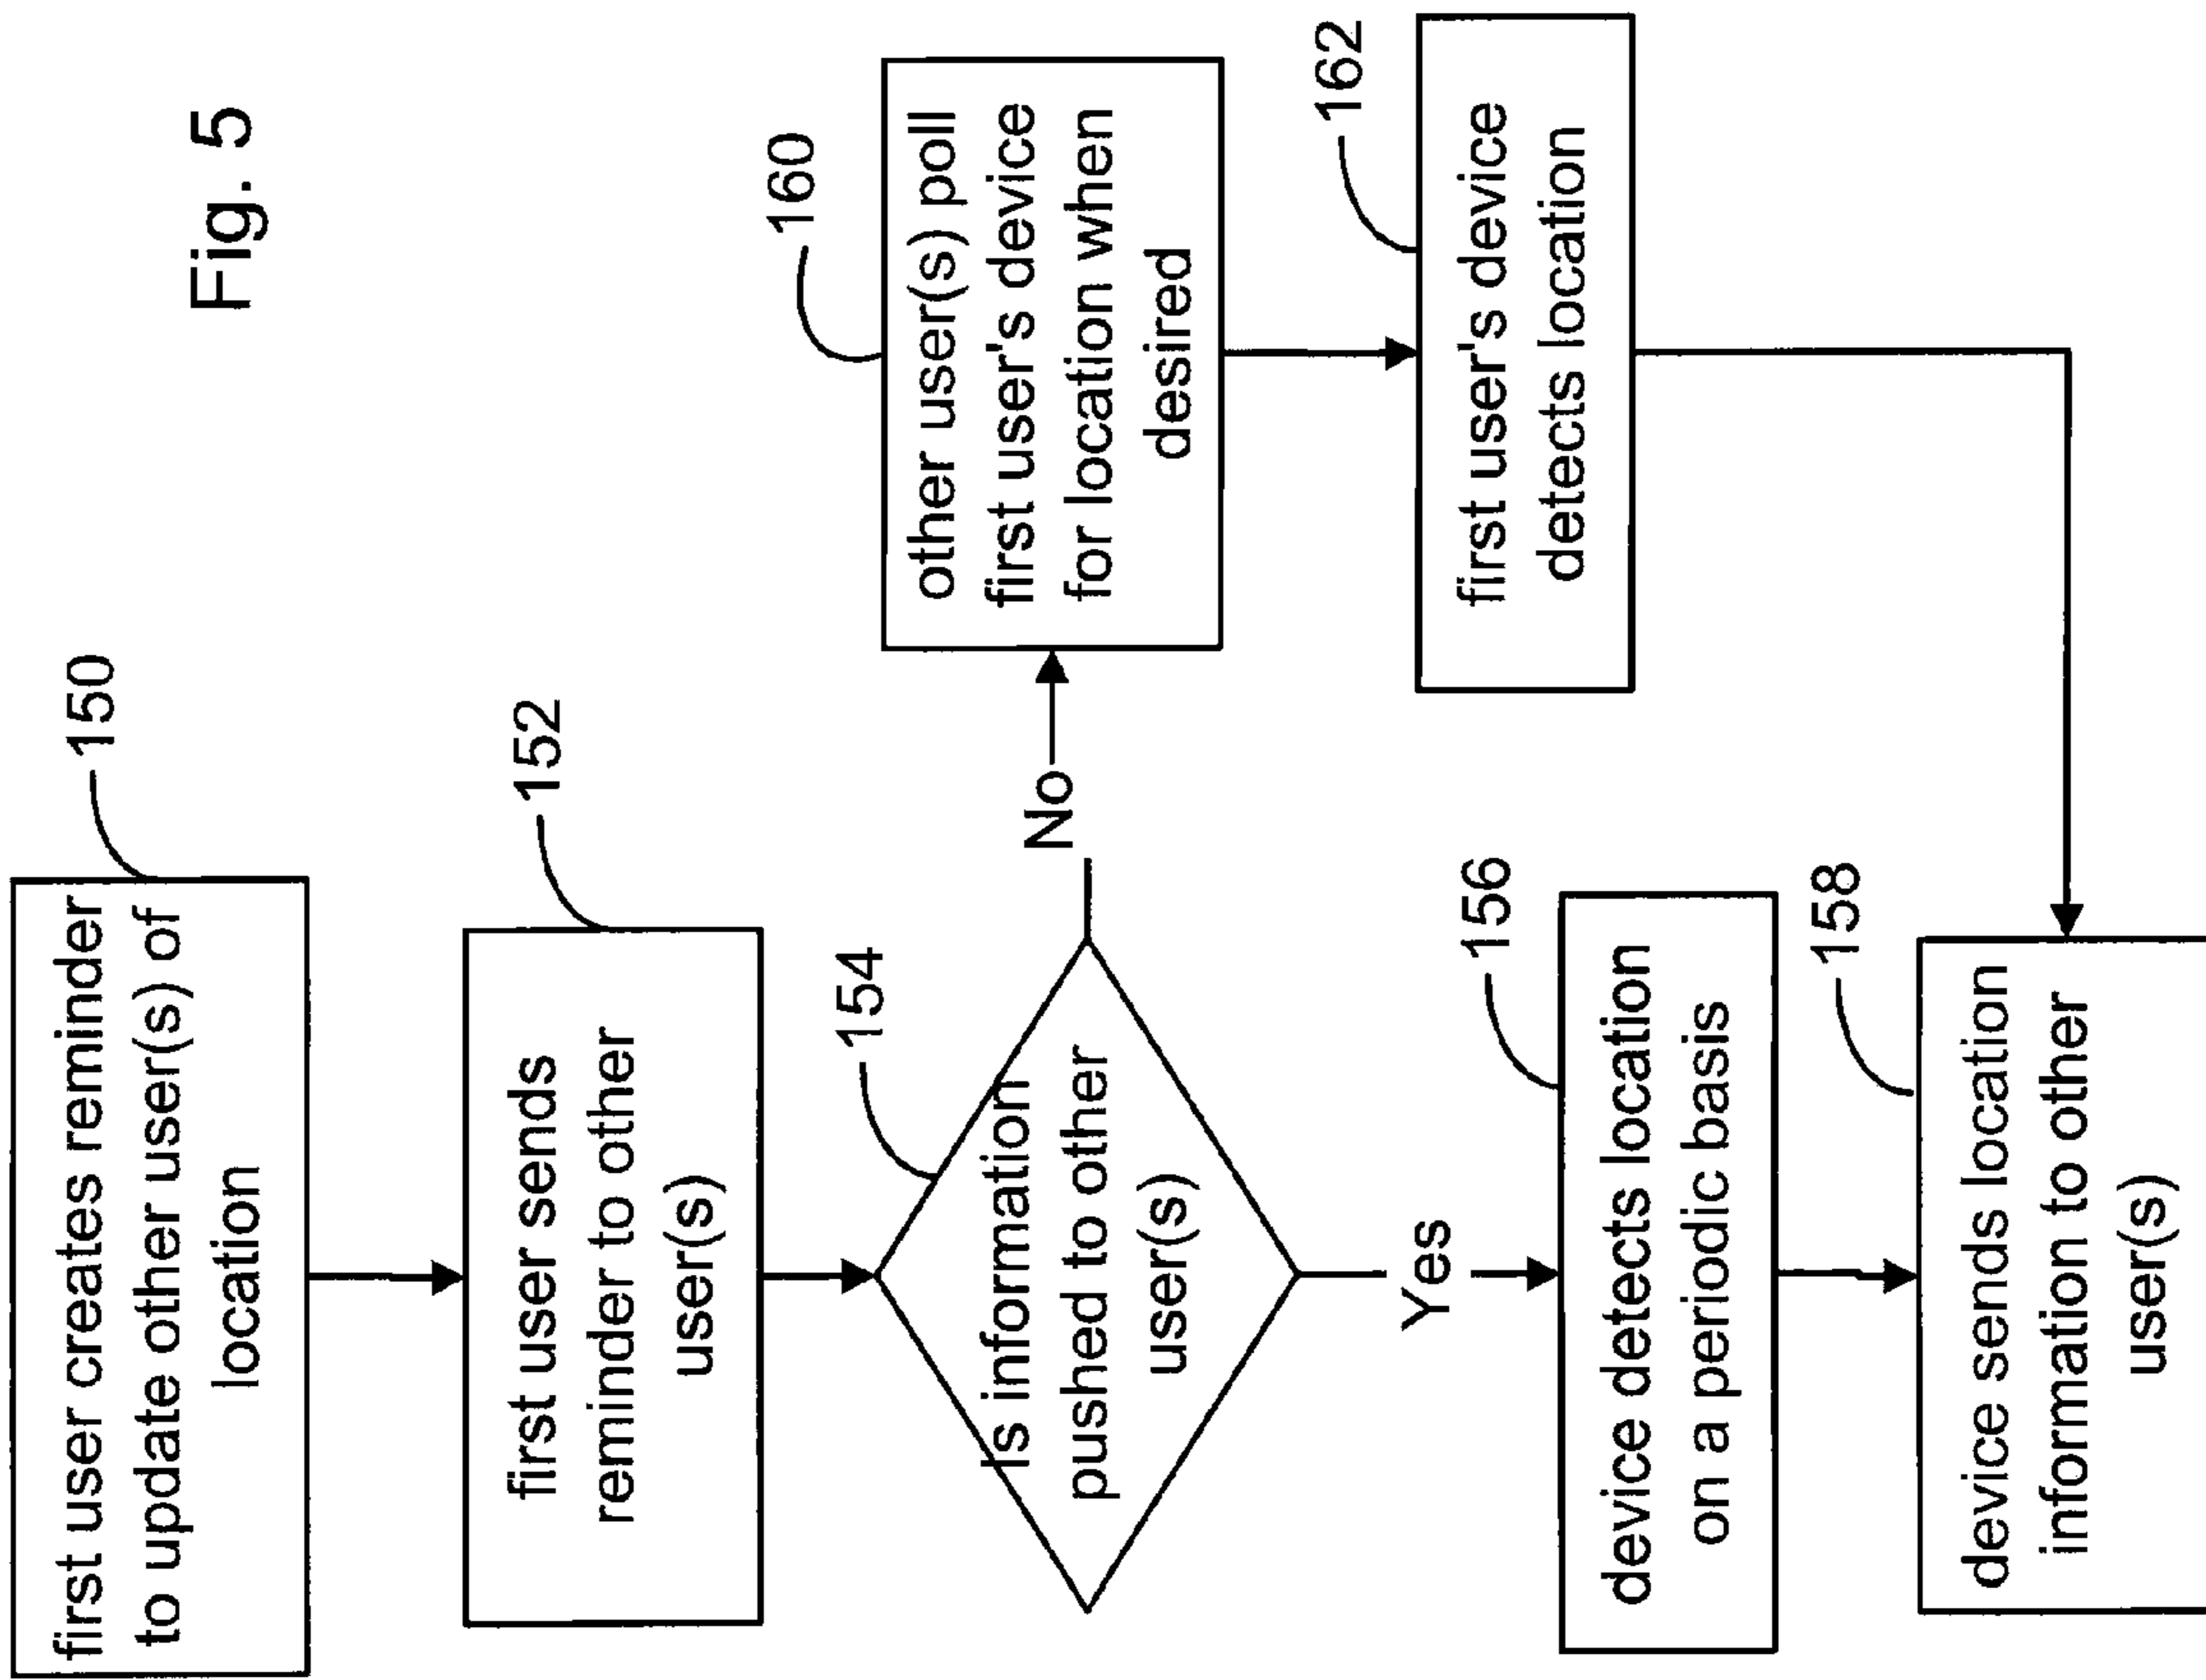 Fig. 5
150
first user creates reminder
to update other user(s) of
location
152
first user sends
reminder to other
user(s)
154
Is information
pushed to other
user(s)
No
160
other user(s) poll
first user's device
for location when
desired
162
first user's device
detects location
Yes
156
device detects location
on a periodic basis
158
device sends location
information to other
user(s)